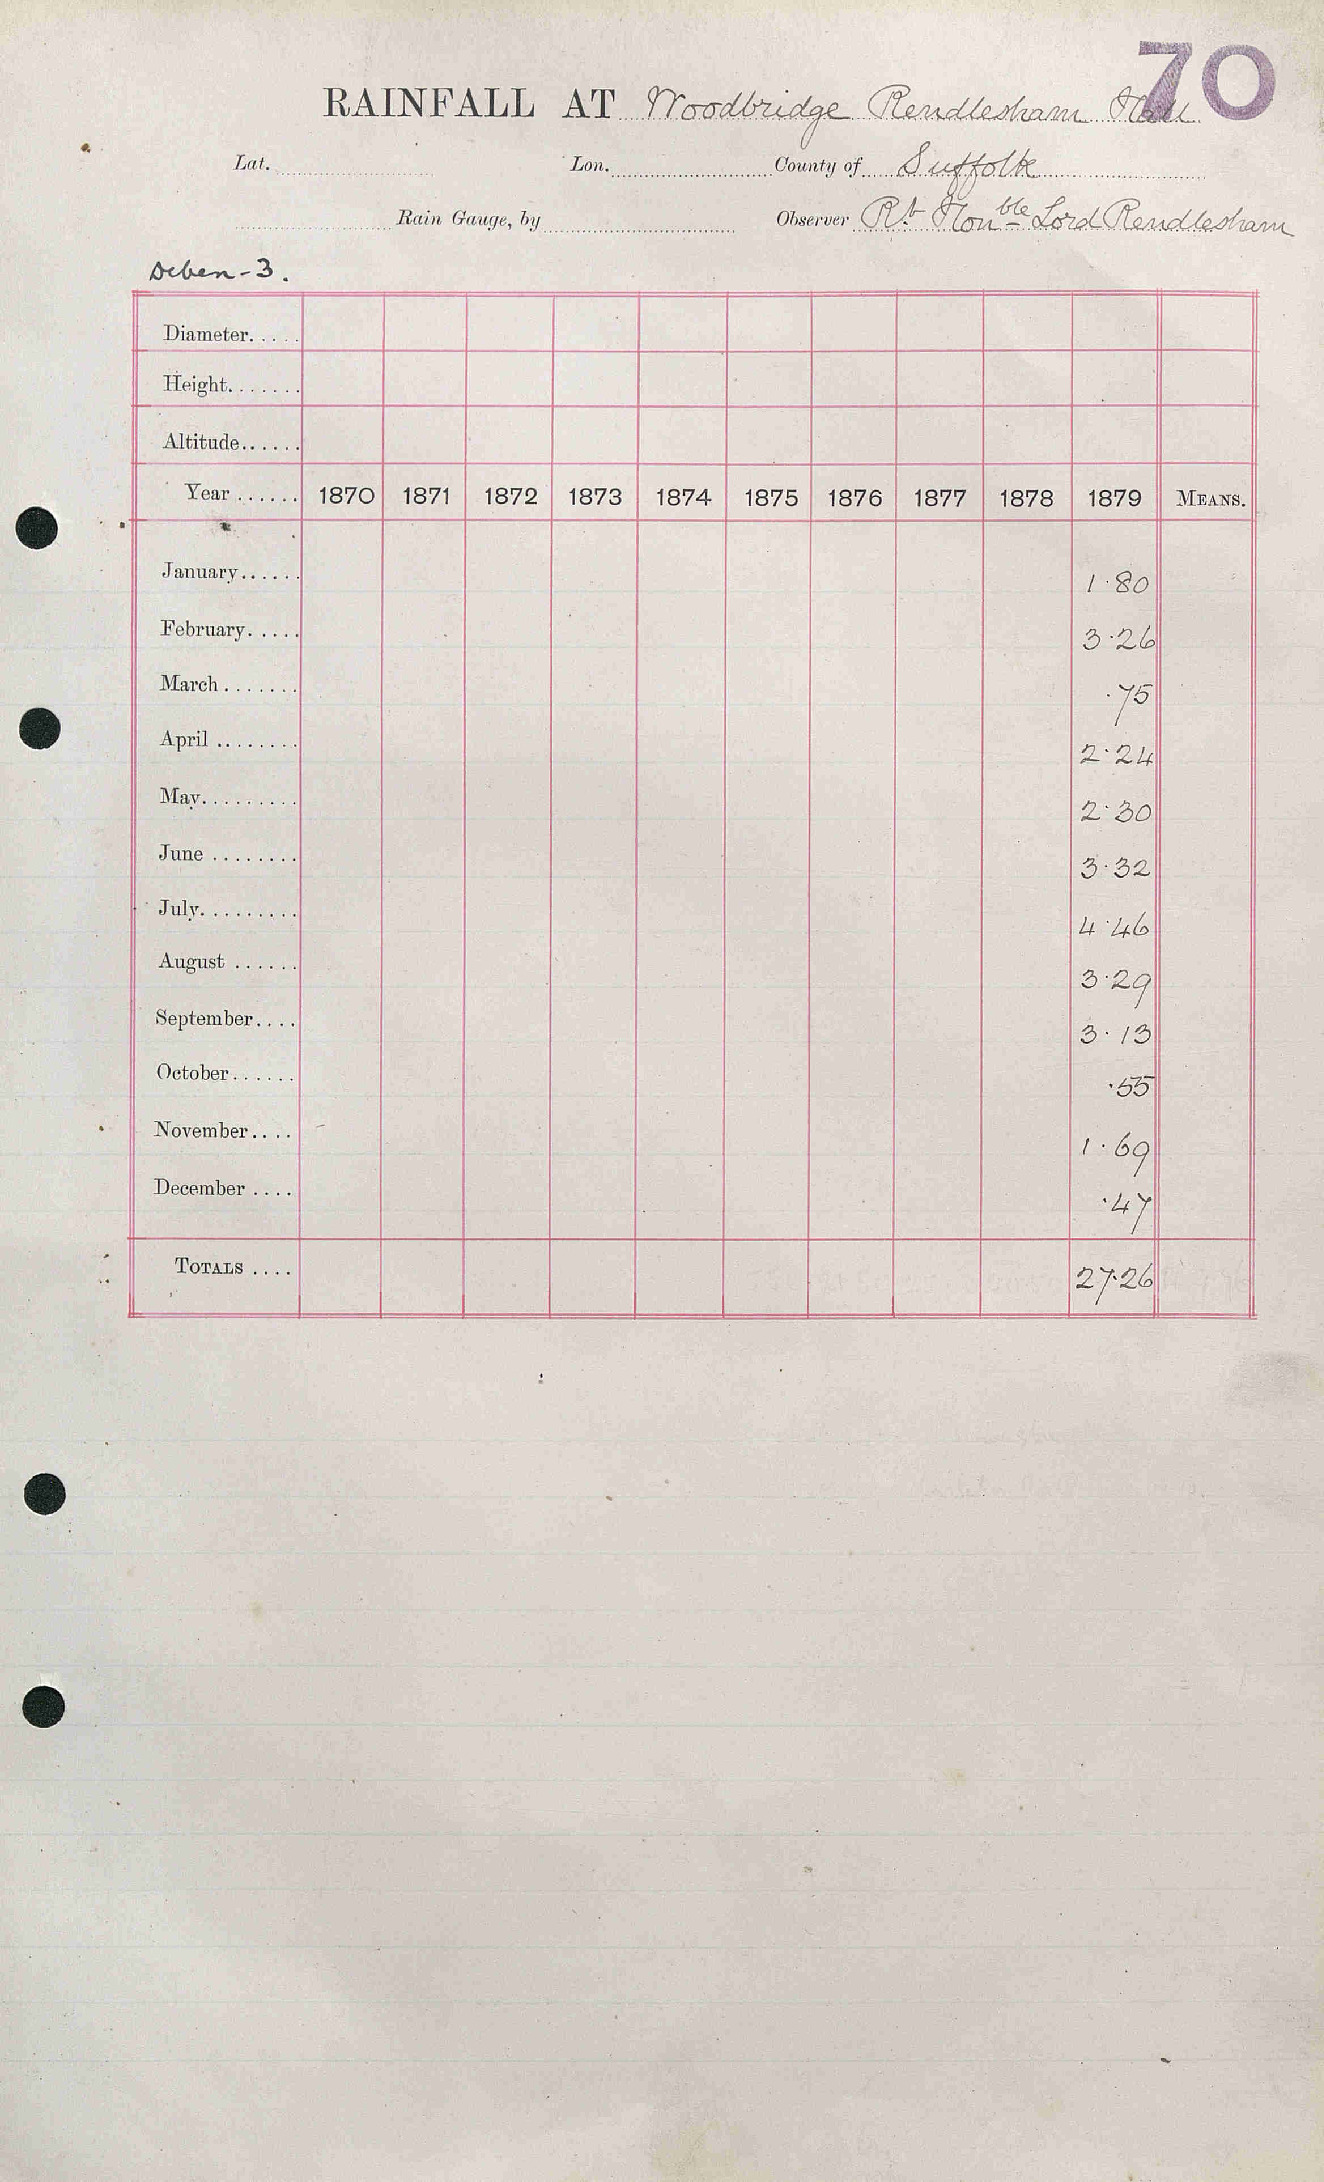 70
RAINFALL AT Woodbridge Rendlesham Hall
Lat. Lon. County of Suffolk
Rain Gauge, by Observer Rt Honble Lord Rendlesham
Deben-3.
Diameter.....
Height.......
Altitude......
Year ...... 1870 1871 1872 1873 1874 1875 1876 1877 1878 1879 MEANS.
January...... 1.80
February..... 3.26
March ....... .75
April ........ 2.24
May......... 2.30
June ........ 3.32
July......... 4.46
August ...... 3.29
September.... 3.13
October...... .55
November.... 1.69
December .... .47
TOTALS .... 27.26